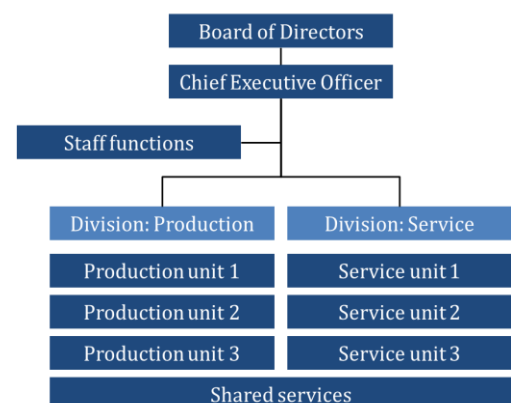 Board of Directors
Chief Executive Officer
Staff functions
Division: Production
Division: Service
Production unit 1
Service unit 1
Production unit 2
Service unit 2
Production unit 3
Service unit 3
Shared services